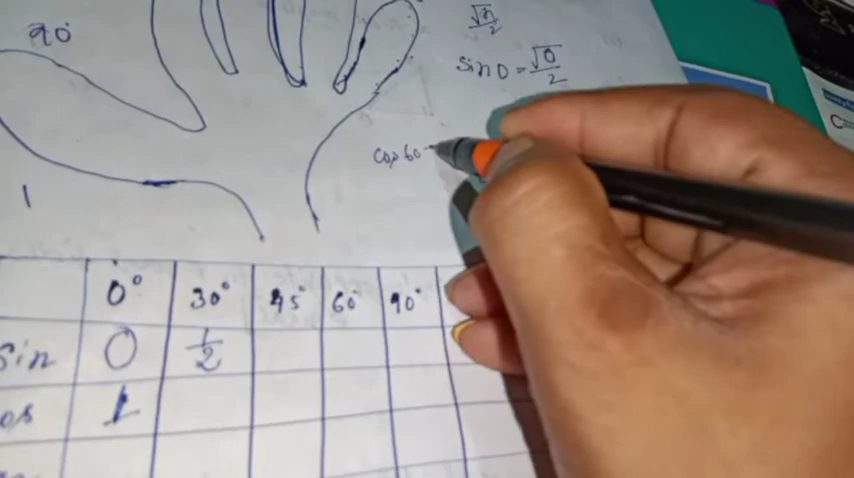 90
√n/2
sin 0 = √0/2
cos 60 -
1
0° 30° 45° 60° 90°
sin 0 1/2
os 1